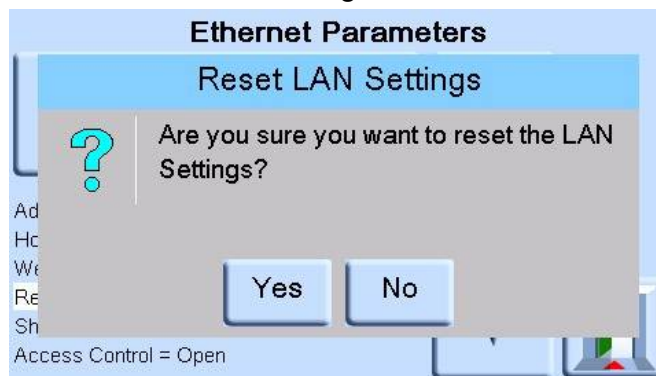 Ethernet Parameters
Reset LAN Settings
Are you sure you want to reset the LAN
Settings?
Yes No
Access Control = Open